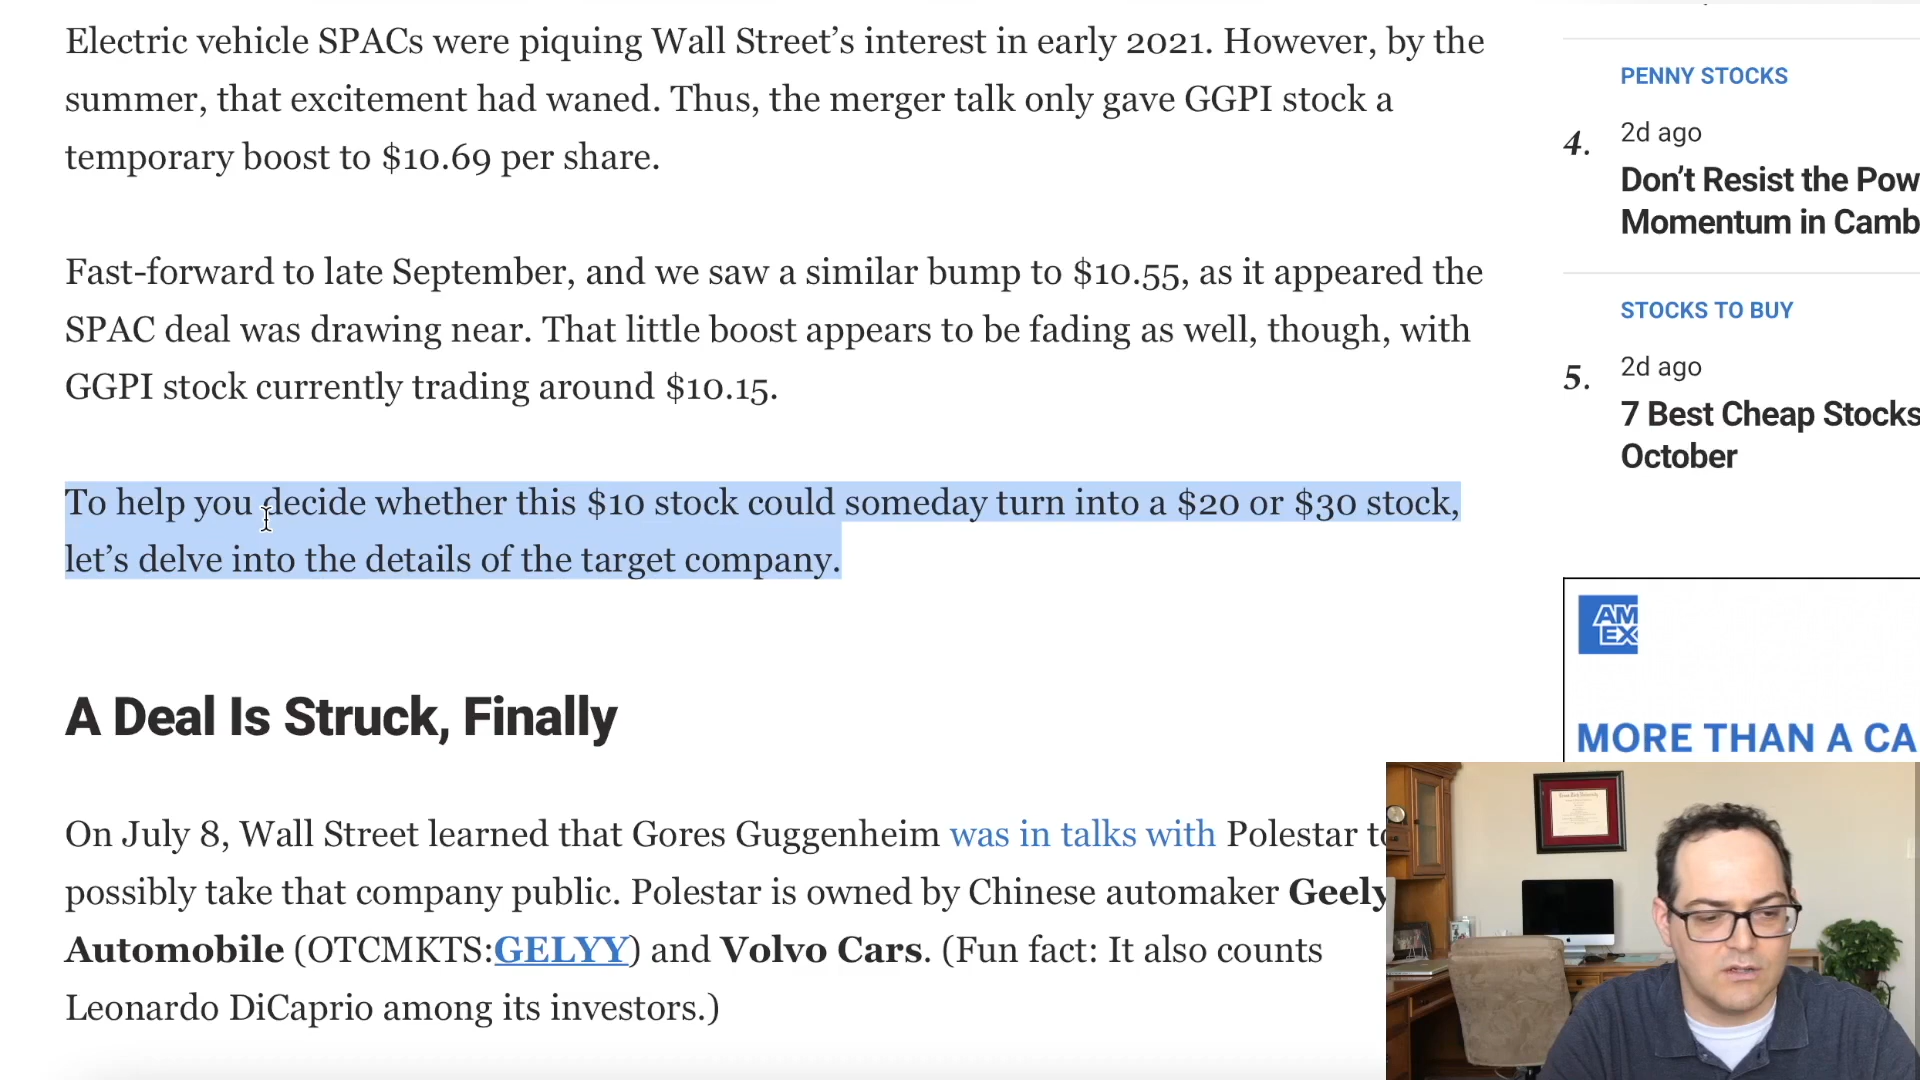 Electric vehicle SPACs were piquing Wall Street’s interest in early 2021. However, by the
summer, that excitement had waned. Thus, the merger talk only gave GGPI stock a
temporary boost to $10.69 per share.
Fast-forward to late September, and we saw a similar bump to $10.55, as it appeared the
SPAC deal was drawing near. That little boost appears to be fading as well, though, with
GGPI stock currently trading around $10.15.
To help you decide whether this $10 stock could someday turn into a $20 or $30 stock,
let’s delve into the details of the target company.
A Deal Is Struck, Finally
On July 8, Wall Street learned that Gores Guggenheim was in talks with Polestar to
possibly take that company public. Polestar is owned by Chinese automaker Geely
Automobile (OTCMKTS:GELYY) and Volvo Cars. (Fun fact: It also counts
Leonardo DiCaprio among its investors.)
PENNY STOCKS
4.
2d ago
Don’t Resist the Pow
Momentum in Camb
STOCKS TO BUY
5.
2d ago
7 Best Cheap Stocks
October
AM
EX
MORE THAN A CA